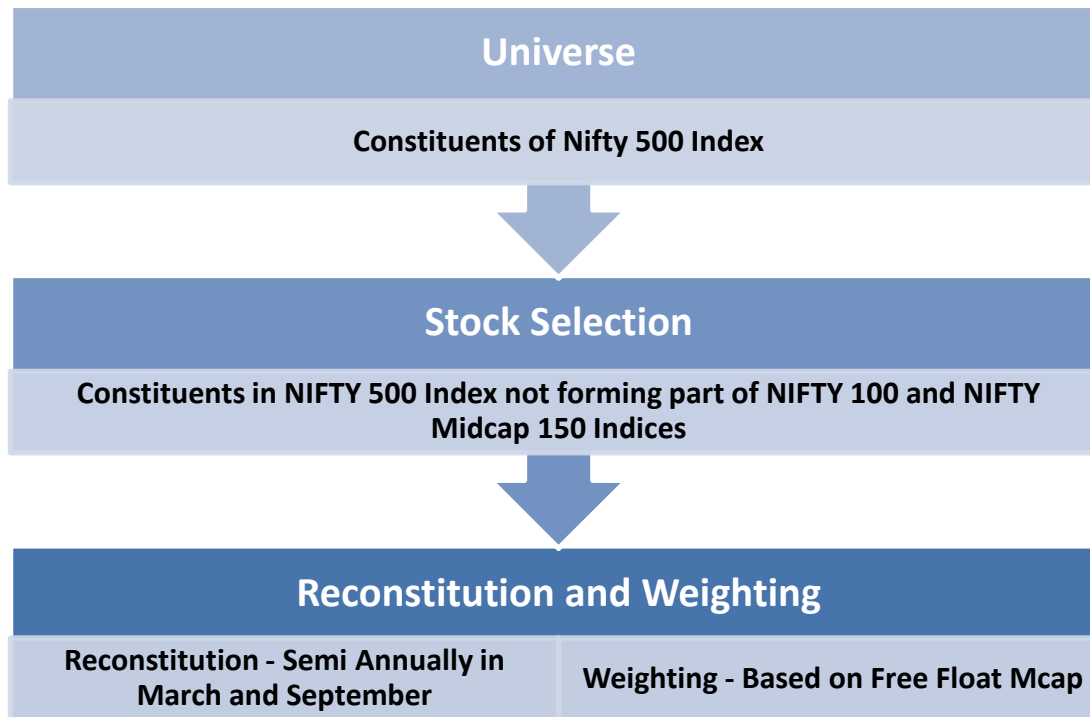 Universe
Constituents of Nifty 500 Index
Stock Selection
Constituents in NIFTY 500 Index not forming part of NIFTY 100 and NIFTY
Midcap 150 Indices
Reconstitution and Weighting
Reconstitution - Semi Annually in
March and September
Weighting - Based on Free Float Mcap